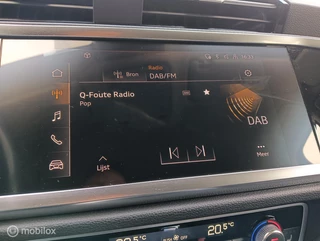 Radio
Bron
DAB/FM
Q-Foute Radio
Pop
DAB
Lijst
Meer
20.5°c
20.5°c
mobilox